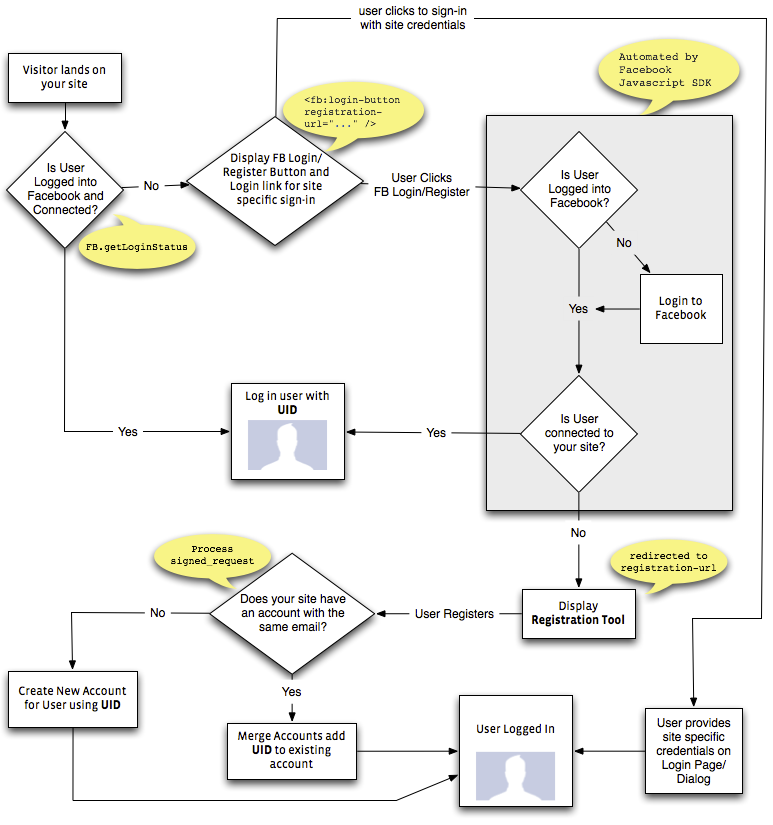 user clicks to sign-in
with site credentials
Visitor lands on
your site
Automated by
Facebook
Javascript SDK
<fb:login-button
registration-
url="..." />
Is User
Logged into
Facebook and
Connected?
No
Display FB Login/
Register Button and
Login link for site
specific sign-in
User Clicks
FB Login/Register
Is User
Logged into
Facebook?
No
FB.getLoginStatus
Yes
Login to
Facebook
Log in user with
UID
Yes
Yes
Is User
connected to
your site?
No
Process
signed_request
redirected to
registration-url
Does your site have
an account with the
same email?
No
User Registers
Display
Registration Tool
Create New Account
for User using UID
Yes
Merge Accounts add
UID to existing
account
User Logged In
User provides
site specific
credentials on
Login Page/
Dialog